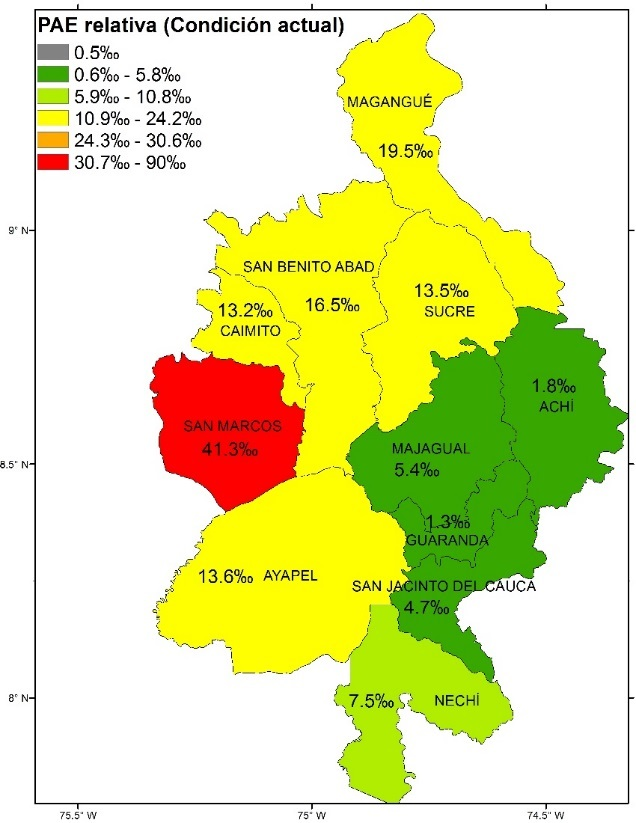 PAE relativa (Condición actual)
0.5‰
0.6‰ - 5.8‰
5.9‰ - 10.8‰
10.9‰ - 24.2‰
24.3‰ - 30.6‰
30.7‰ - 90‰
MAGANGUÉ
19.5‰
9° N
SAN BENITO ABAD
16.5‰
13.5‰
SUCRE
13.2‰
CAIMITO
1.8‰
ACHÍ
SAN MARCOS
41.3‰
MAJAGUAL
5.4‰
8.5° N
1.3‰
GUARANDA
13.6‰ AYAPEL
SAN JACINTO DEL CAUCA
4.7‰
8° N
7.5‰ NECHÍ
75.5° W 75° W 74.5° W